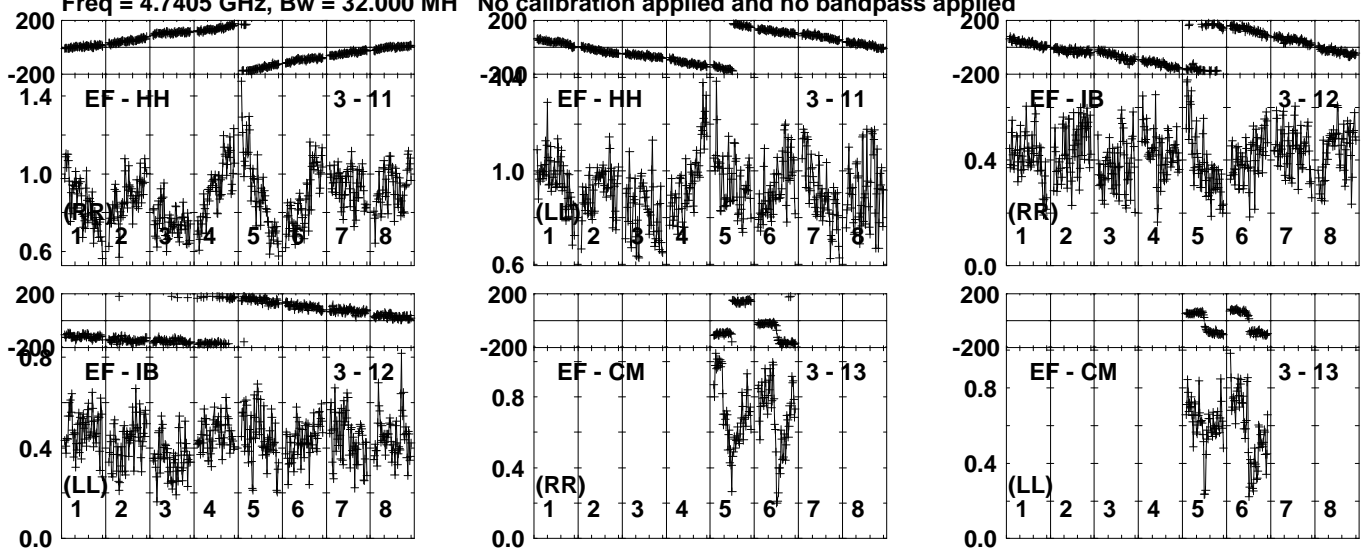 Freq = 4.7405 GHz, Bw = 32.000 MH No calibration applied and no bandpass applied
200
-200
1.4
1.0
0.6
EF - HH 3 - 11
(RR)
1 2 3 4 5 6 7 8
200
-200
1.4
1.0
0.6
EF - HH 3 - 11
(LL)
1 2 3 4 5 6 7 8
200
-200
0.4
0.0
EF - IB 3 - 12
(RR)
1 2 3 4 5 6 7 8
200
-200
0.8
0.4
0.0
EF - IB 3 - 12
(LL)
1 2 3 4 5 6 7 8
200
-200
0.8
0.4
0.0
EF - CM 3 - 13
(RR)
1 2 3 4 5 6 7 8
200
-200
0.8
0.4
0.0
EF - CM 3 - 13
(LL)
1 2 3 4 5 6 7 8